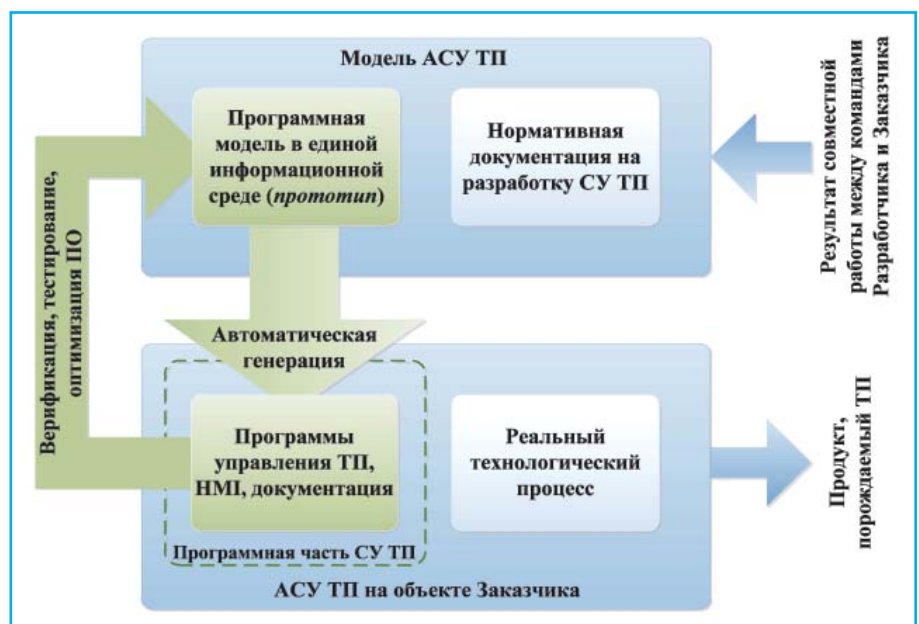 Модель АСУ ТП
Программная
модель в единой
информационной
среде (прототип)
Нормативная
документация на
разработку СУ ТП
Результат совместной
работы между командами
Разработчика и Заказчика
Верификация, тестирование,
оптимизация ПО
Автоматическая
генерация
Программы
управления ТП,
HMI, документация
Программная часть СУ ТП
Реальный
технологический
процесс
Продукт,
порождаемый ТП
АСУ ТП на объекте Заказчика